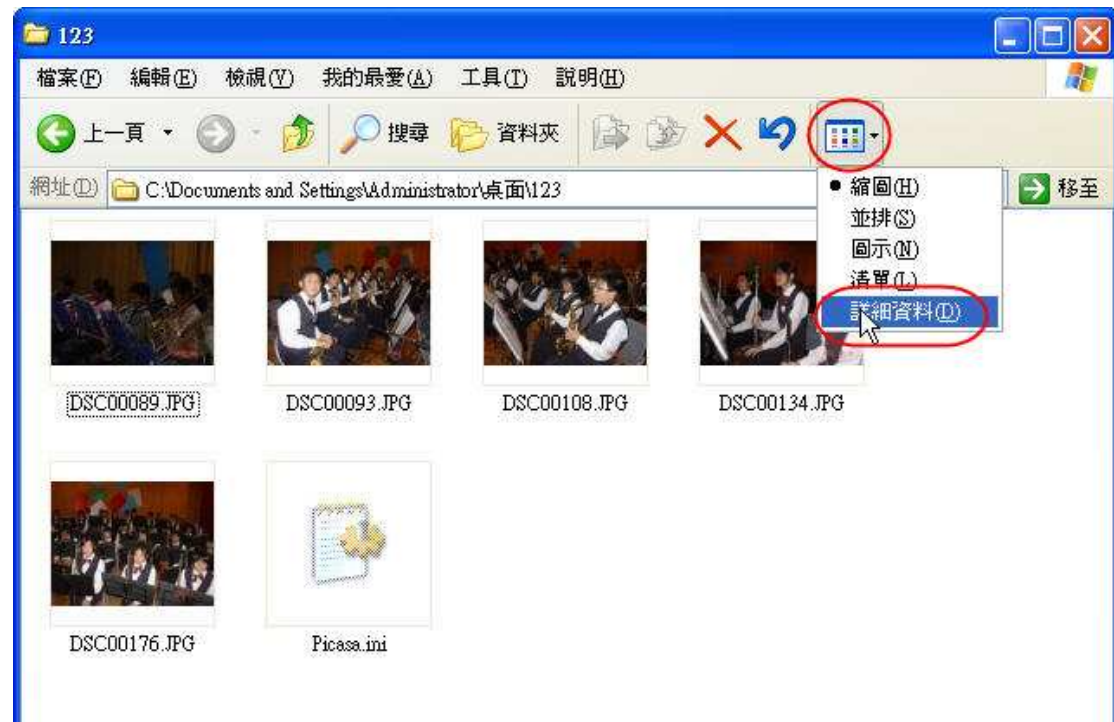 123
檔案(F) 編輯(E) 檢視(V) 我的最愛(A) 工具(T) 說明(H)
上一頁 搜尋 資料夾
網址(D) C:\Documents and Settings\Administrator\桌面\123 移至
縮圖(H)
並排(S)
圖示(N)
清單(L)
詳細資料(D)
DSC00089.JPG DSC00093.JPG DSC00108.JPG DSC00134.JPG
DSC00176.JPG Picasa.ini